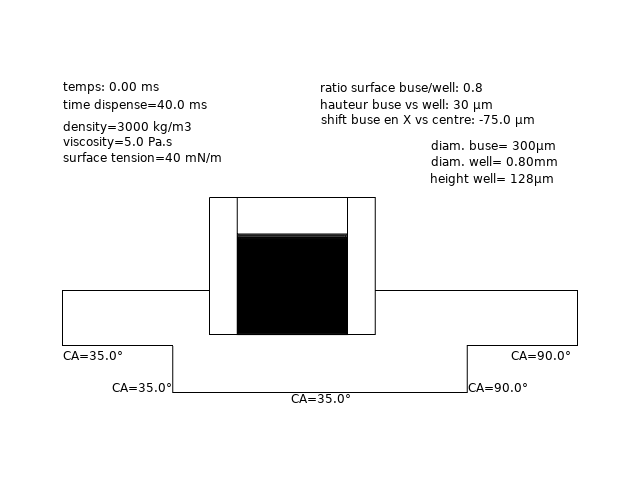 temps: 0.00 ms
time dispense=40.0 ms
density=3000 kg/m3
viscosity=5.0 Pa.s
surface tension=40 mN/m
ratio surface buse/well: 0.8
hauteur buse vs well: 30 µm
shift buse en X vs centre: -75.0 µm
diam. buse= 300µm
diam. well= 0.80mm
height well= 128µm
CA=35.0°
CA=90.0°
CA=35.0°
CA=90.0°
CA=35.0°